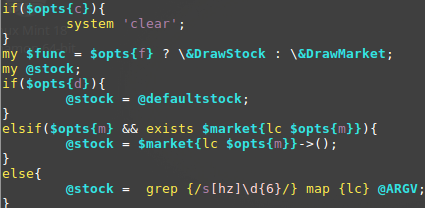 if($opts{c}){
        system 'clear';
}
my $func = $opts{f} ? \&DrawStock : \&DrawMarket;
my @stock;
if($opts{d}){
        @stock = @defaultstock;
}
elsif($opts{m} && exists $market{lc $opts{m}}){
        @stock = $market{lc $opts{m}}->();
}
else{
        @stock =  grep {/s[hz]\d{6}/} map {lc} @ARGV;
}